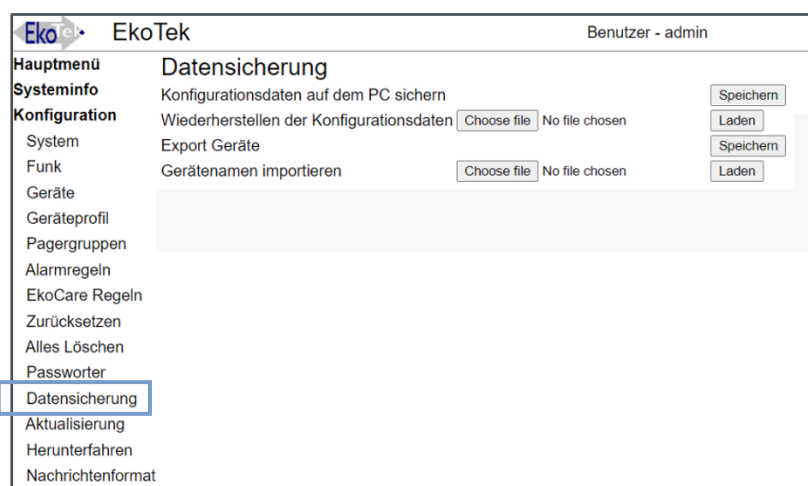 EkoTek EkoTek Benutzer - admin
Hauptmenü
Systeminfo
Konfiguration
System
Funk
Geräte
Geräteprofil
Pagergruppen
Alarmregeln
EkoCare Regeln
Zurücksetzen
Alles Löschen
Passworter
Datensicherung
Aktualisierung
Herunterfahren
Nachrichtenformat
Datensicherung
Konfigurationsdaten auf dem PC sichern Speichern
Wiederherstellen der Konfigurationsdaten Choose file No file chosen Laden
Export Geräte Speichern
Gerätenamen importieren Choose file No file chosen Laden